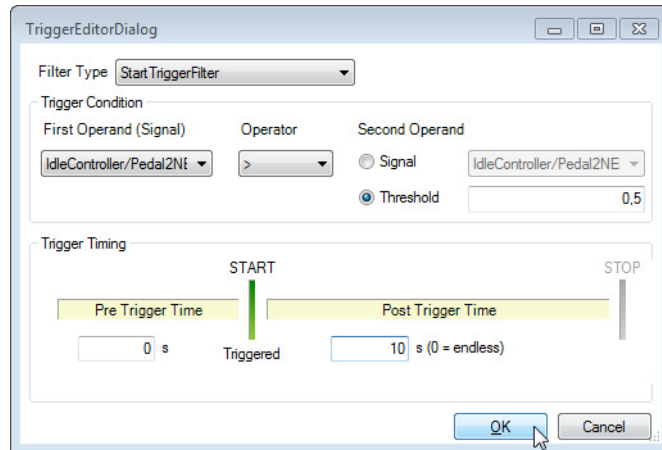 TriggerEditorDialog
Filter Type StartTriggerFilter
Trigger Condition
First Operand (Signal) Operator Second Operand
IdleController/Pedal2NE > Signal IdleController/Pedal2NE
Threshold 0,5
Trigger Timing
START STOP
Pre Trigger Time Post Trigger Time
0 s Triggered 10 s (0 = endless)
OK Cancel